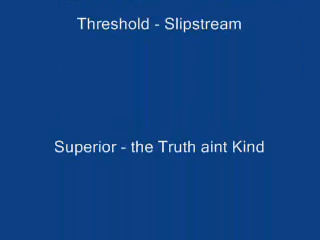 Threshold - Slipstream
Superior - the Truth aint Kind